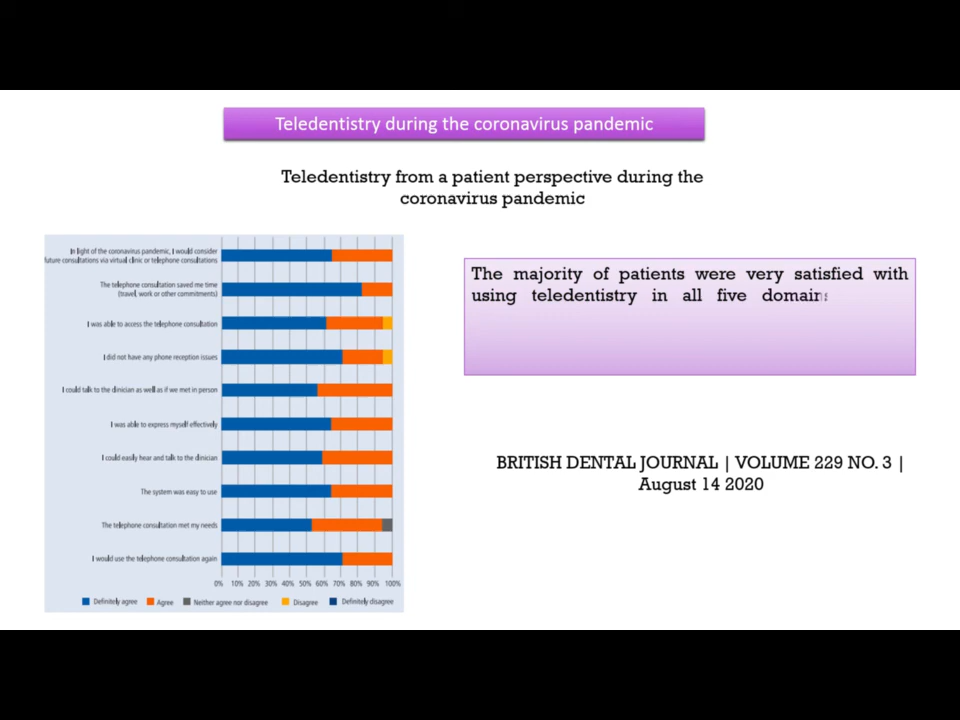 Teledentistry during the coronavirus pandemic
Teledentistry from a patient perspective during the
coronavirus pandemic
In light of the coronavirus pandemic, I would consider
future consultations via virtual clinic or telephone consultations
The telephone consultation saved me time
(travel, work or other commitments)
I was able to access the telephone consultation
I did not have any phone reception issues
I could talk to the clinician as well as if we met in person
I was able to express myself effectively
I could easily hear and talk to the clinician
The system was easy to use
The telephone consultation met my needs
I would use the telephone consultation again
0% 10% 20% 30% 40% 50% 60% 70% 80% 90% 100%
Definitely agree Agree Neither agree nor disagree Disagree Definitely disagree
The majority of patients were very satisfied with
using teledentistry in all five domains
BRITISH DENTAL JOURNAL | VOLUME 229 NO. 3 |
August 14 2020